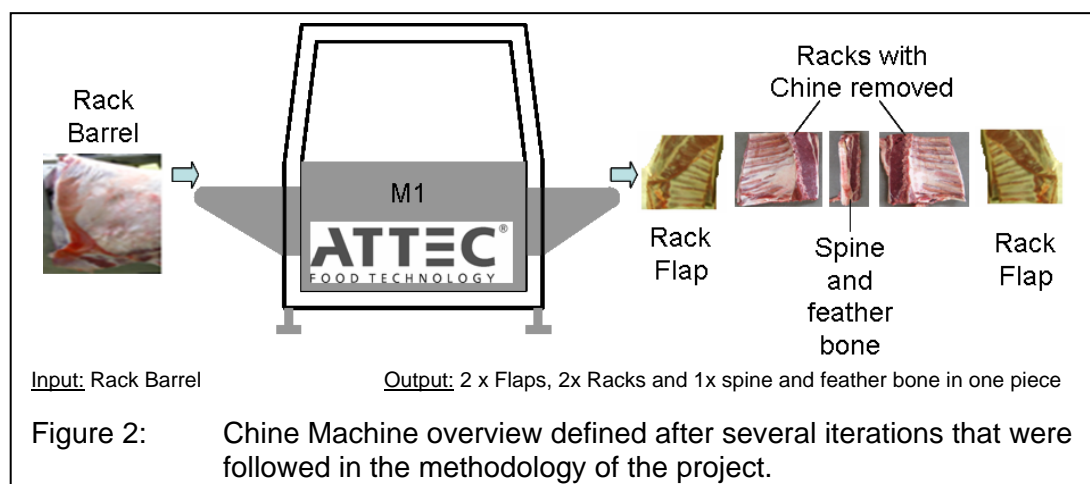 Racks with
Chine removed
Rack
Barrel
M1
ATTEC®
FOOD TECHNOLOGY
Rack
Flap
Spine
and
feather
bone
Rack
Flap
Input: Rack Barrel
Output: 2 x Flaps, 2x Racks and 1x spine and feather bone in one piece
Figure 2: Chine Machine overview defined after several iterations that were
followed in the methodology of the project.